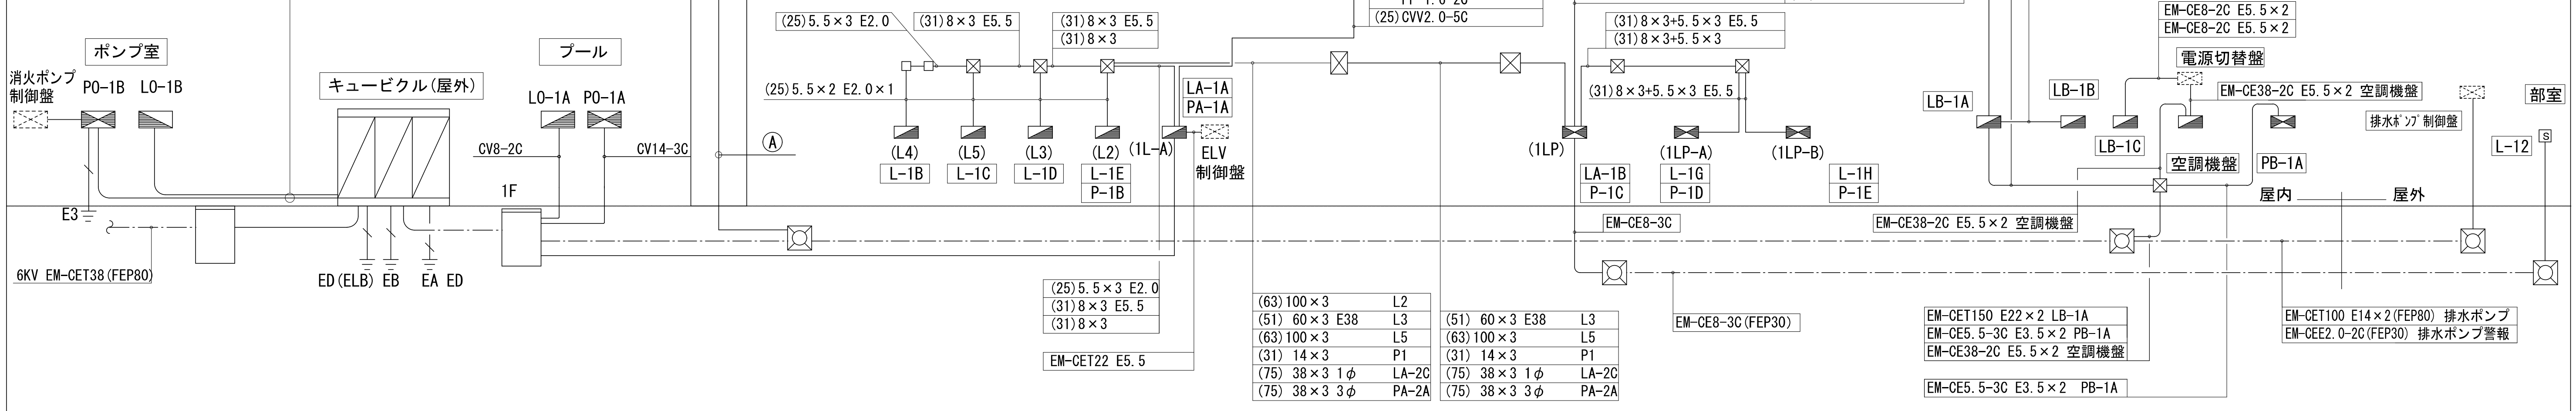 (25)5.5×3 E2.0
(31)8×3 E5.5
(31)8×3 E5.5
(31)8×3
(25)CVV2.0-5C
(31)8×3+5.5×3 E5.5
(31)8×3+5.5×3
EM-CE8-2C E5.5×2
EM-CE8-2C E5.5×2
ポンプ室
プール
電源切替盤
消火ポンプ
制御盤
PO-1B
LO-1B
キュービクル(屋外)
LO-1A
PO-1A
(25)5.5×2 E2.0×1
LA-1A
PA-1A
(31)8×3+5.5×3 E5.5
LB-1A
LB-1B
EM-CE38-2C E5.5×2 空調機盤
部室
排水ポンプ制御盤
S
CV8-2C
CV14-3C
A
(L4)
(L5)
(L3)
(L2)
(1L-A)
ELV
制御盤
(1LP)
(1LP-A)
(1LP-B)
LB-1C
L-12
L-1B
L-1C
L-1D
L-1E
P-1B
LA-1B
P-1C
L-1G
P-1D
L-1H
P-1E
空調機盤
PB-1A
1F
E3
屋内
屋外
EM-CE8-3C
EM-CE38-2C E5.5×2 空調機盤
6KV EM-CET38(FEP80)
ED(ELB)
EB
EA ED
(25)5.5×3 E2.0
(31)8×3 E5.5
(31)8×3
EM-CET22 E5.5
(63)100×3 L2
(51) 60×3 E38 L3
(63)100×3 L5
(31) 14×3 P1
(75) 38×3 1φ LA-2C
(75) 38×3 3φ PA-2A
(51) 60×3 E38 L3
(63)100×3 L5
(31) 14×3 P1
(75) 38×3 1φ LA-2C
(75) 38×3 3φ PA-2A
EM-CE8-3C(FEP30)
EM-CET150 E22×2 LB-1A
EM-CE5.5-3C E3.5×2 PB-1A
EM-CE38-2C E5.5×2 空調機盤
EM-CE5.5-3C E3.5×2 PB-1A
EM-CET100 E14×2(FEP80) 排水ポンプ
EM-CEE2.0-2C(FEP30) 排水ポンプ警報